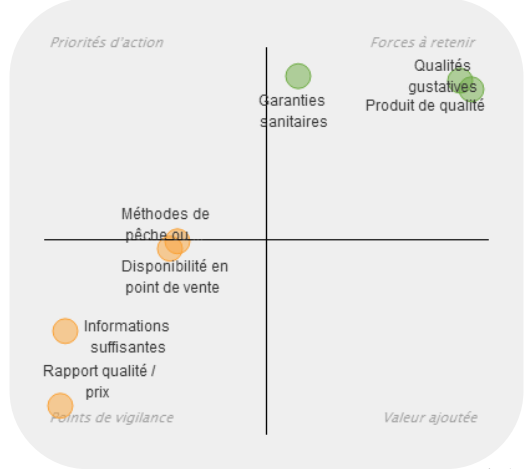 Priorités d'action
Forces à retenir
Qualités
gustatives
Produit de qualité
Garanties
sanitaires
Méthodes de
pêche ou
Disponibilité en
point de vente
Informations
suffisantes
Rapport qualité /
prix
Points de vigilance
Valeur ajoutée